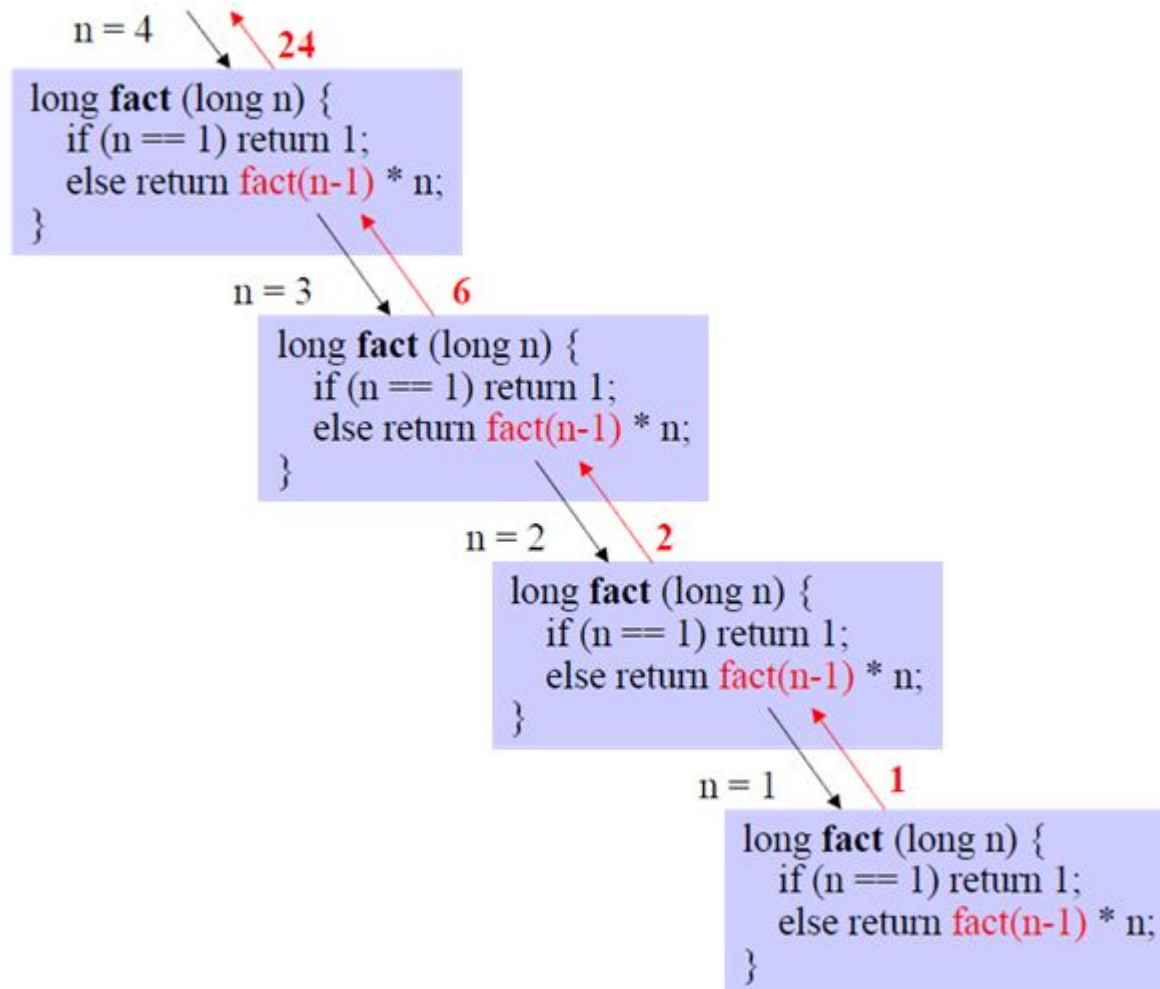 n = 4
24
long fact (long n) {
if (n == 1) return 1;
else return fact(n-1) * n;
}
n = 3
6
long fact (long n) {
if (n == 1) return 1;
else return fact(n-1) * n;
}
n = 2
2
long fact (long n) {
if (n == 1) return 1;
else return fact(n-1) * n;
}
n = 1
1
long fact (long n) {
if (n == 1) return 1;
else return fact(n-1) * n;
}